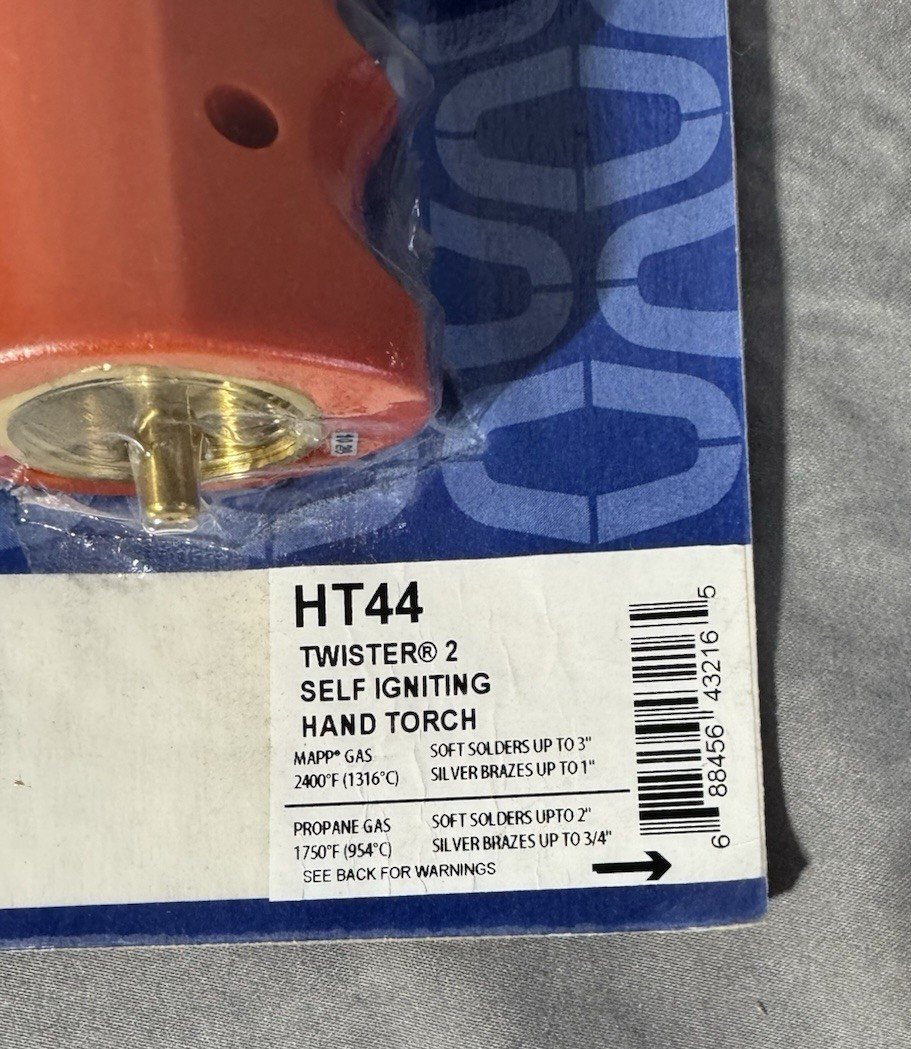 HT44
TWISTER® 2
SELF IGNITING
HAND TORCH
MAPP® GAS SOFT SOLDERS UP TO 3"
2400°F (1316°C) SILVER BRAZES UP TO 1"
PROPANE GAS SOFT SOLDERS UPTO 2"
1750°F (954°C) SILVER BRAZES UP TO 3/4"
SEE BACK FOR WARNINGS
6 88456 43216 5